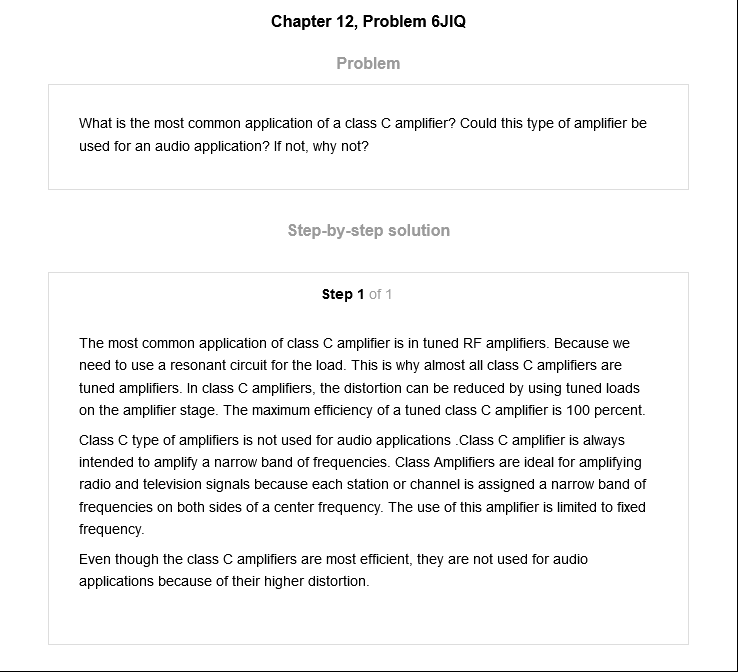 Chapter 12, Problem 6JIQ
Problem
What is the most common application of a class C amplifier? Could this type of amplifier be
used for an audio application? If not, why not?
Step-by-step solution
Step 1 of 1
The most common application of class C amplifier is in tuned RF amplifiers. Because we
need to use a resonant circuit for the load. This is why almost all class C amplifiers are
tuned amplifiers. In class C amplifiers, the distortion can be reduced by using tuned loads
on the amplifier stage. The maximum efficiency of a tuned class C amplifier is 100 percent.
Class C type of amplifiers is not used for audio applications .Class C amplifier is always
intended to amplify a narrow band of frequencies. Class Amplifiers are ideal for amplifying
radio and television signals because each station or channel is assigned a narrow band of
frequencies on both sides of a center frequency. The use of this amplifier is limited to fixed
frequency.
Even though the class C amplifiers are most efficient, they are not used for audio
applications because of their higher distortion.